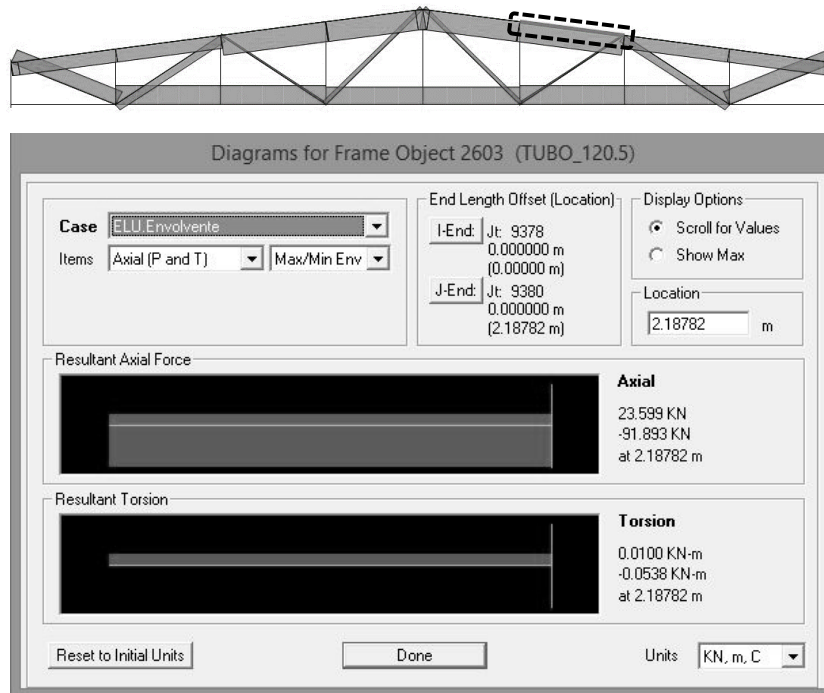 Diagrams for Frame Object 2603 (TUBO_120.5)
Case ELU.Envolvente
Items Axial (P and T) Max/Min Env
End Length Offset (Location)
I-End: Jt: 9378
0.000000 m
(0.00000 m)
J-End: Jt: 9380
0.000000 m
(2.18782 m)
Display Options
Scroll for Values
Show Max
Location
2.18782 m
Resultant Axial Force
Axial
23.599 KN
-91.893 KN
at 2.18782 m
Resultant Torsion
Torsion
0.0100 KN-m
-0.0538 KN-m
at 2.18782 m
Reset to Initial Units
Done
Units KN, m, C